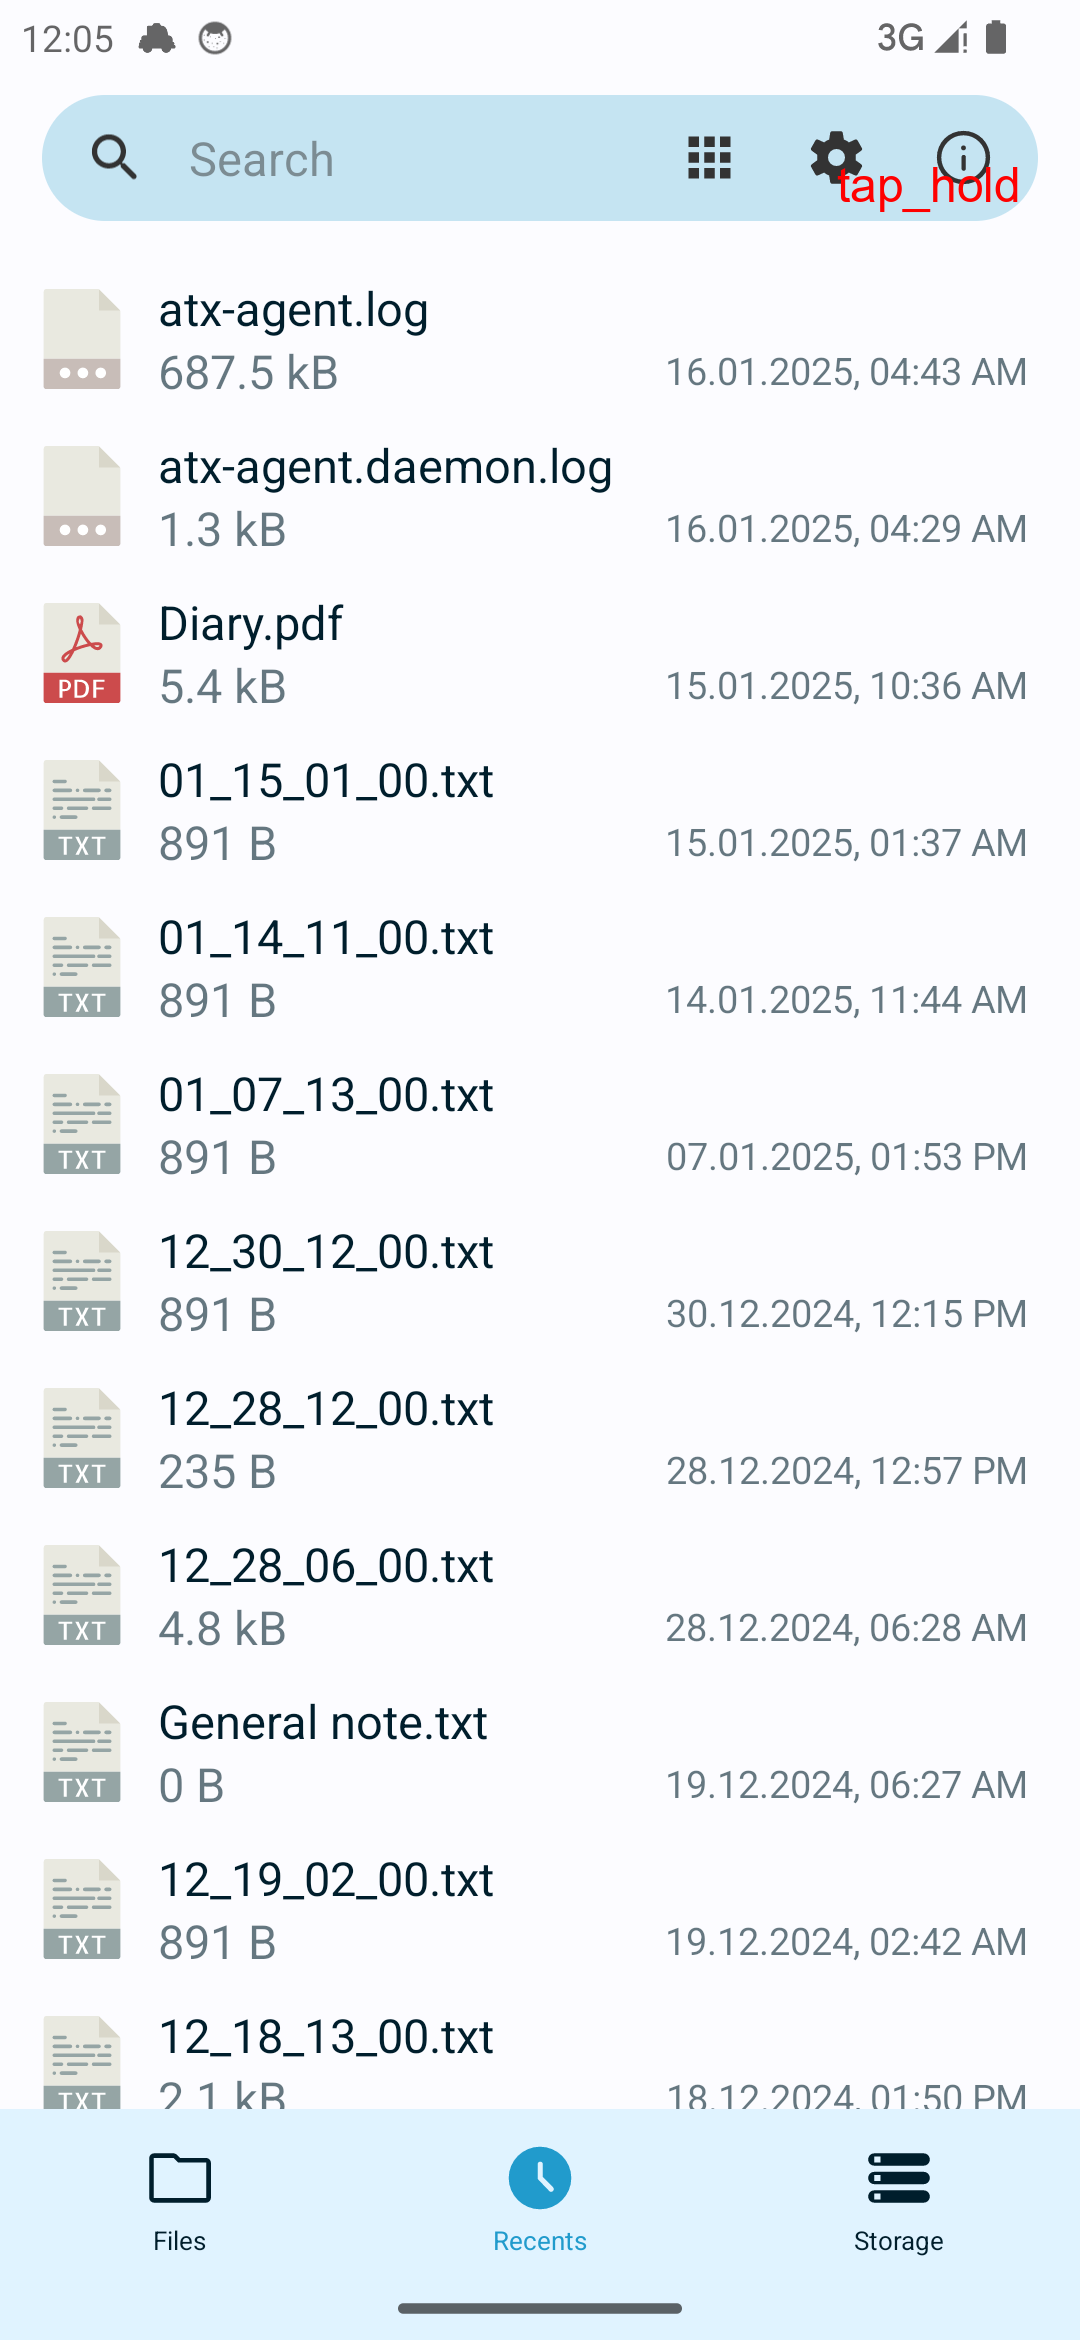 12:05 3G
Search
tap_hold
atx-agent.log
687.5 kB 16.01.2025, 04:43 AM
atx-agent.daemon.log
1.3 kB 16.01.2025, 04:29 AM
Diary.pdf
PDF 5.4 kB 15.01.2025, 10:36 AM
01_15_01_00.txt
TXT 891 B 15.01.2025, 01:37 AM
01_14_11_00.txt
TXT 891 B 14.01.2025, 11:44 AM
01_07_13_00.txt
TXT 891 B 07.01.2025, 01:53 PM
12_30_12_00.txt
TXT 891 B 30.12.2024, 12:15 PM
12_28_12_00.txt
TXT 235 B 28.12.2024, 12:57 PM
12_28_06_00.txt
TXT 4.8 kB 28.12.2024, 06:28 AM
General note.txt
TXT 0 B 19.12.2024, 06:27 AM
12_19_02_00.txt
TXT 891 B 19.12.2024, 02:42 AM
12_18_13_00.txt
TXT 2.1 kB 18.12.2024, 01:50 PM
Files Recents Storage